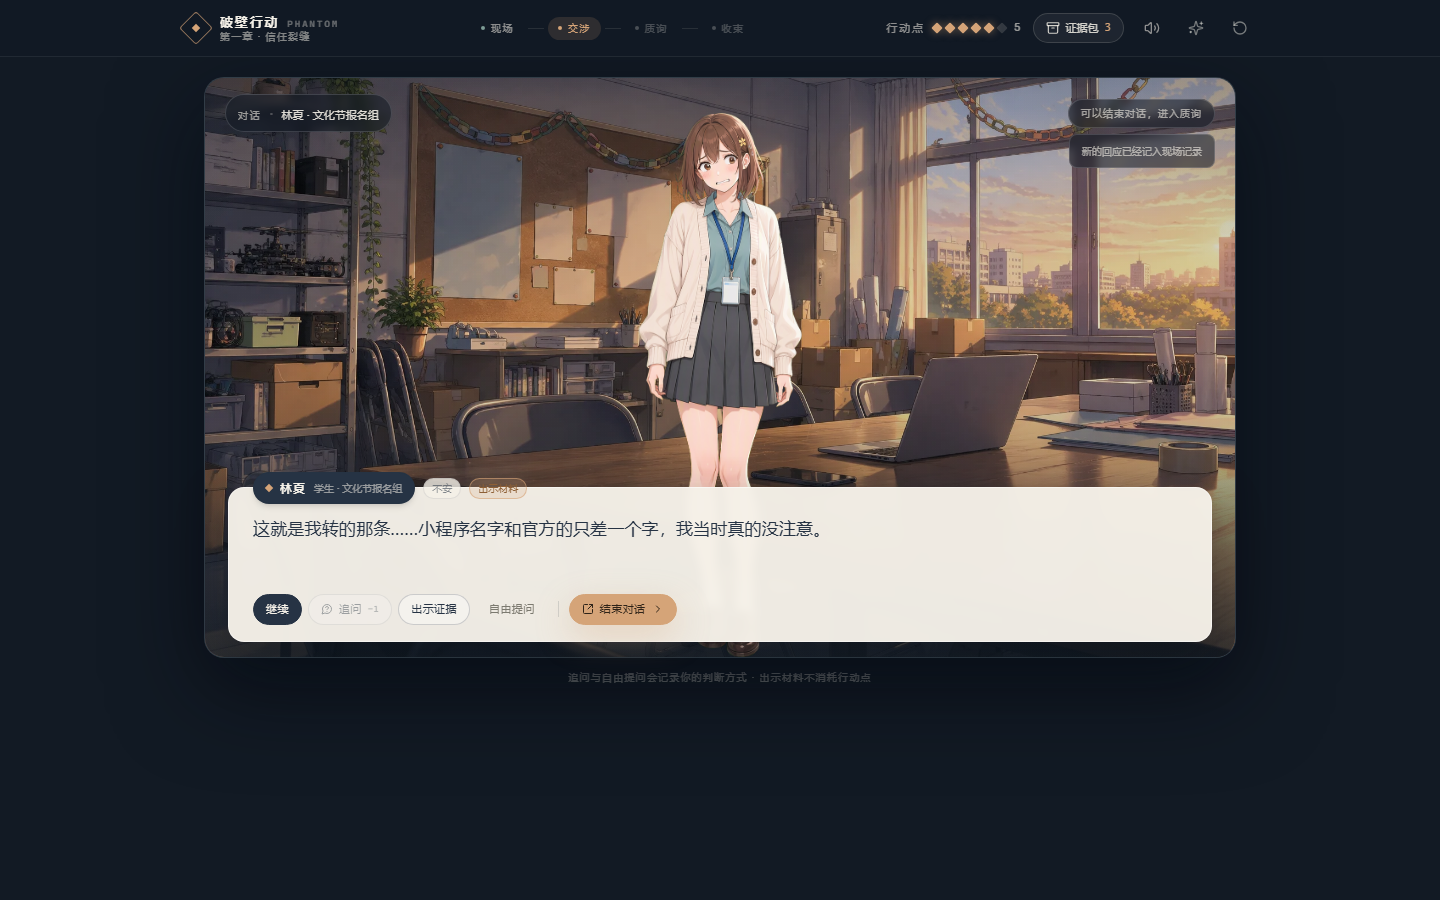 破壁行动 PHANTOM
第一章 · 信任裂缝
现场
交涉
质询
收束
行动点 5
证据包 3
对话 · 林夏 · 文化节报名组
可以结束对话，进入质询
新的回应已经记入现场记录
林夏 学生 · 文化节报名组
不安
出示材料
这就是我转的那条……小程序名字和官方的只差一个字，我当时真的没注意。
继续
追问 −1
出示证据
自由提问
结束对话
追问与自由提问会记录你的判断方式 · 出示材料不消耗行动点